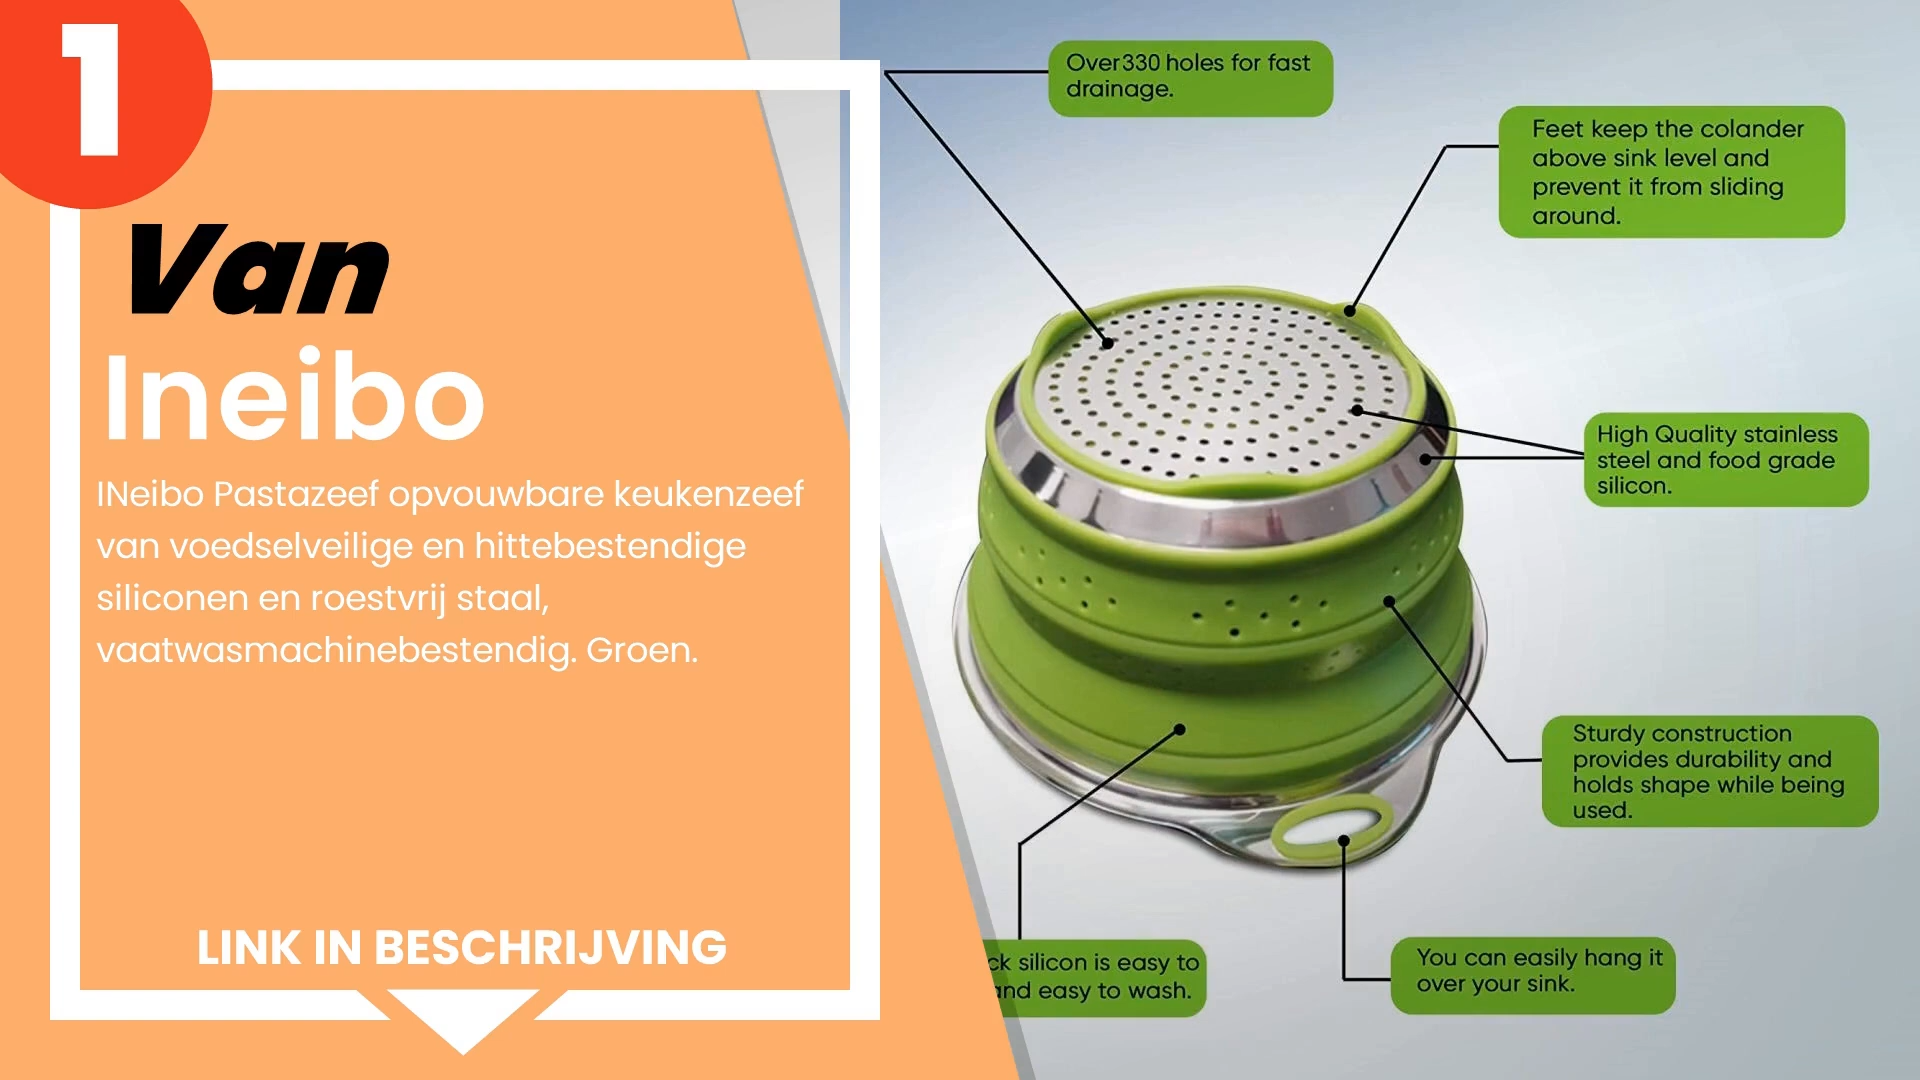 1
Van
Ineibo
INeibo Pastazeef opvouwbare keukenzeef
van voedselveilige en hittebestendige
siliconen en roestvrij staal,
vaatwasmachinebestendig. Groen.
LINK IN BESCHRIJVING
Over 330 holes for fast
drainage.
Feet keep the colander
above sink level and
prevent it from sliding
around.
High Quality stainless
steel and food grade
silicon.
Sturdy construction
provides durability and
holds shape while being
used.
You can easily hang it
over your sink.
silicon is easy to
easy to wash.